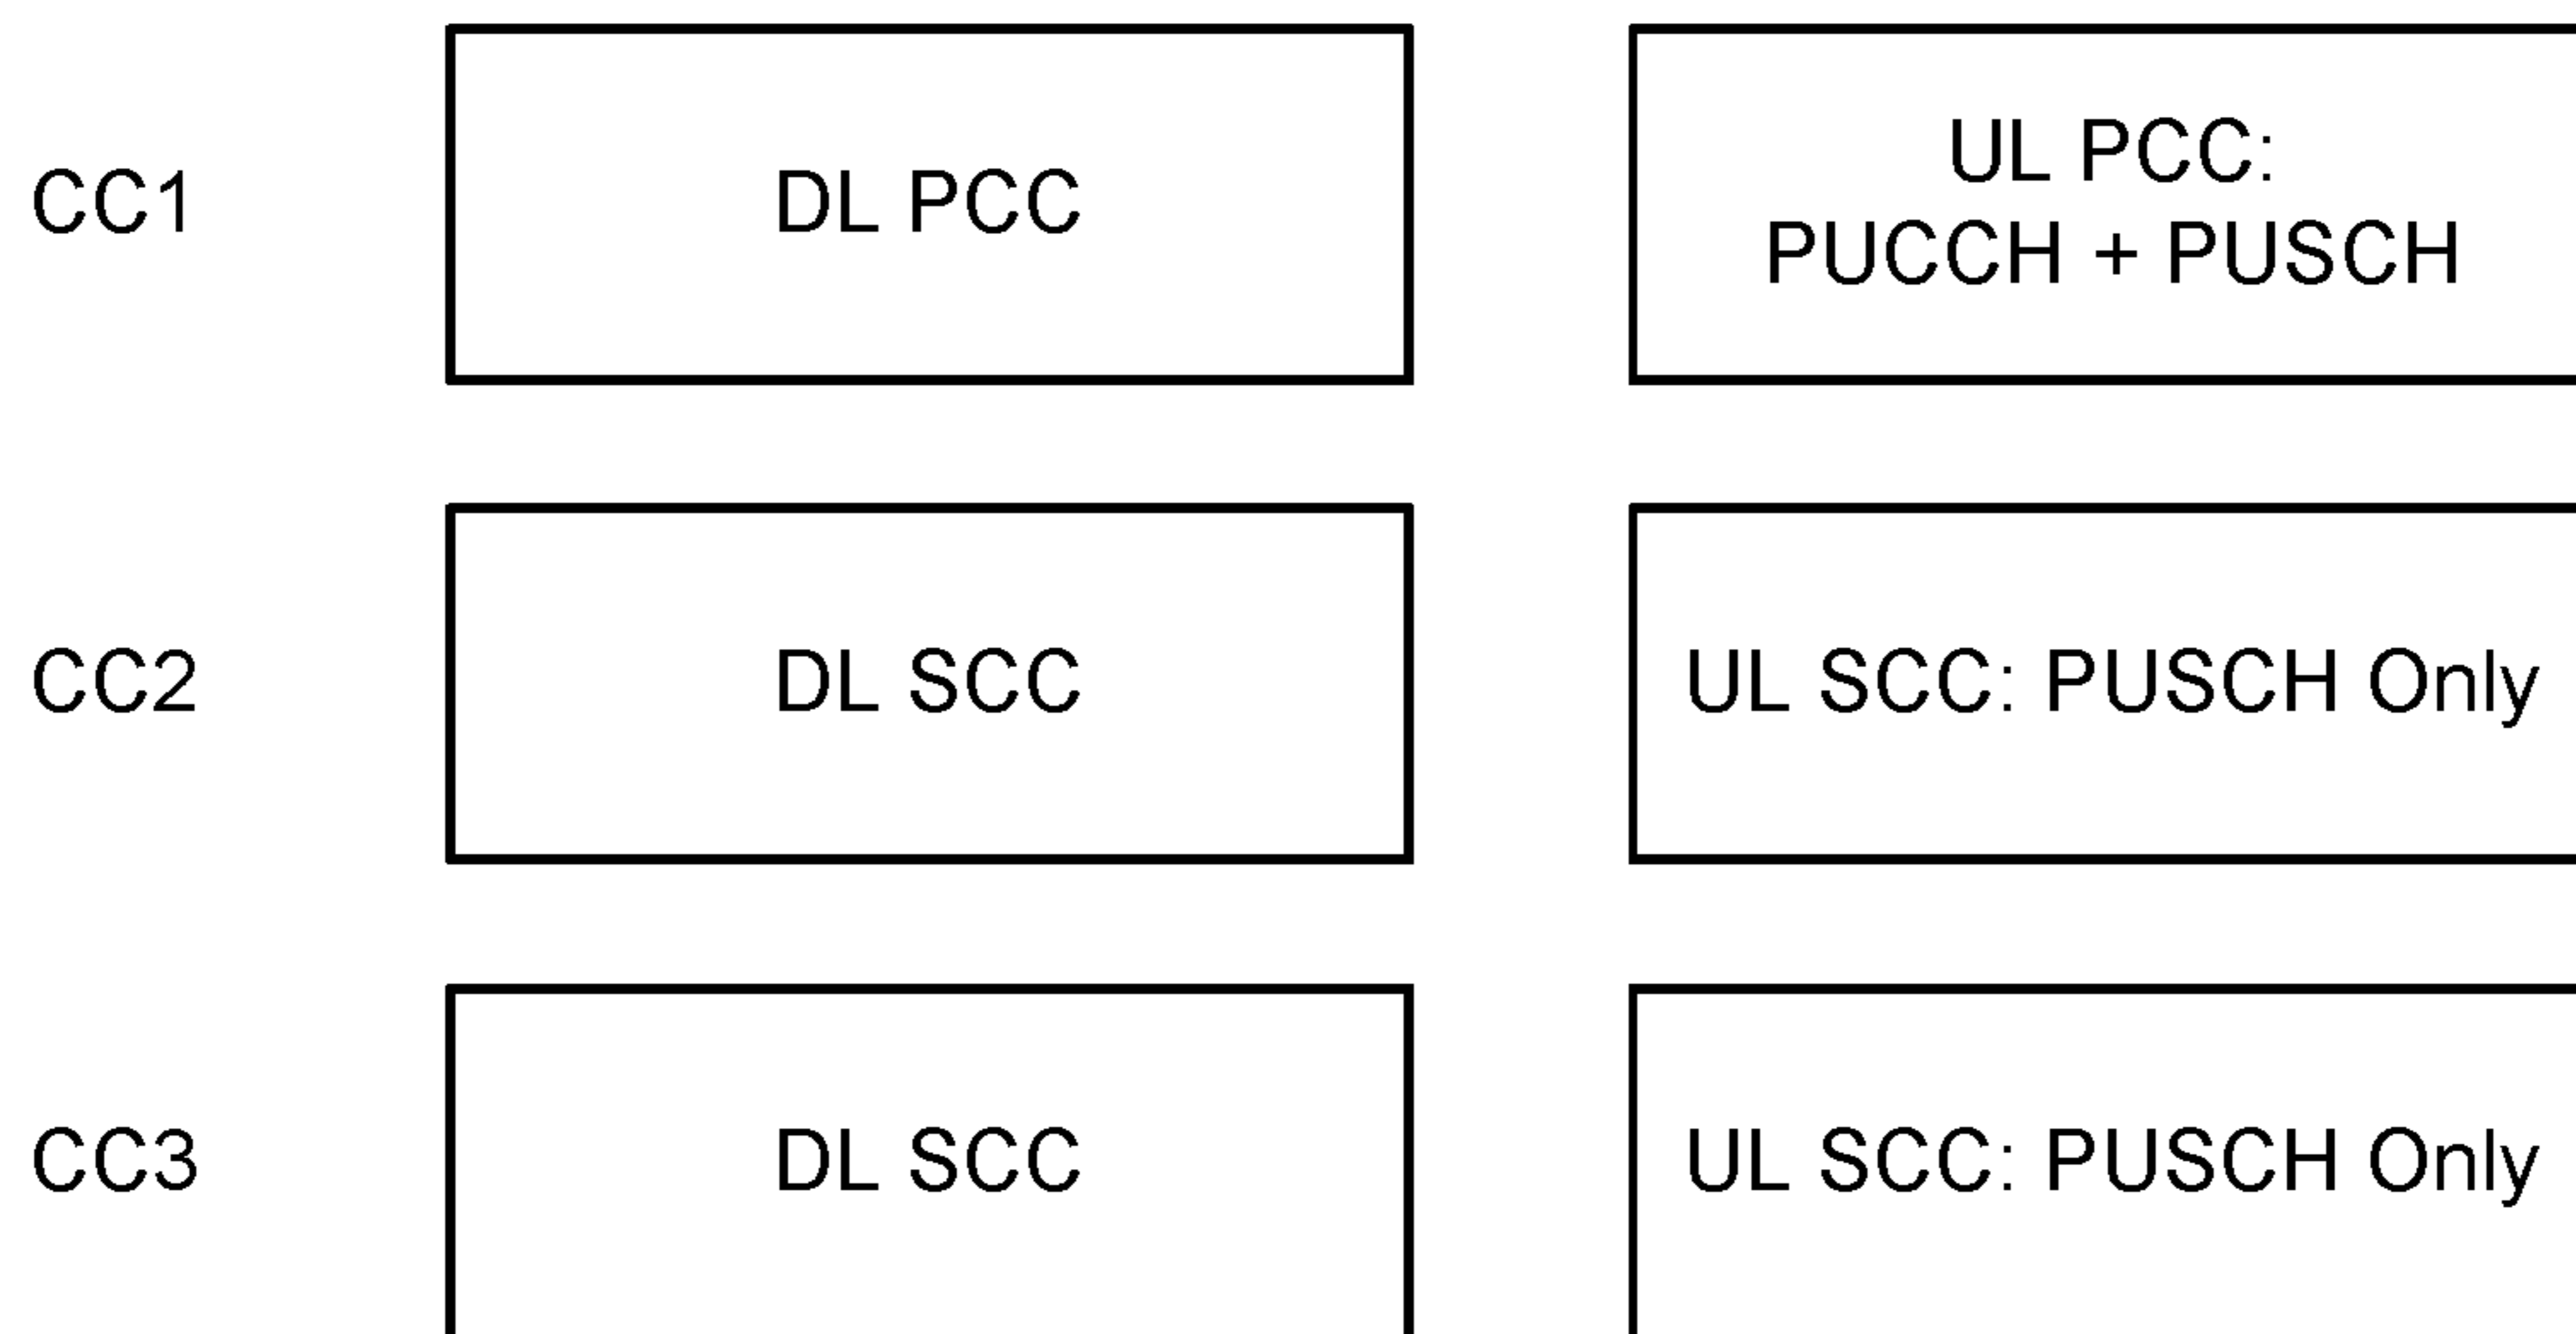 CC1
DL PCC
UL PCC:
PUCCH + PUSCH
CC2
DL SCC
UL SCC: PUSCH Only
CC3
DL SCC
UL SCC: PUSCH Only